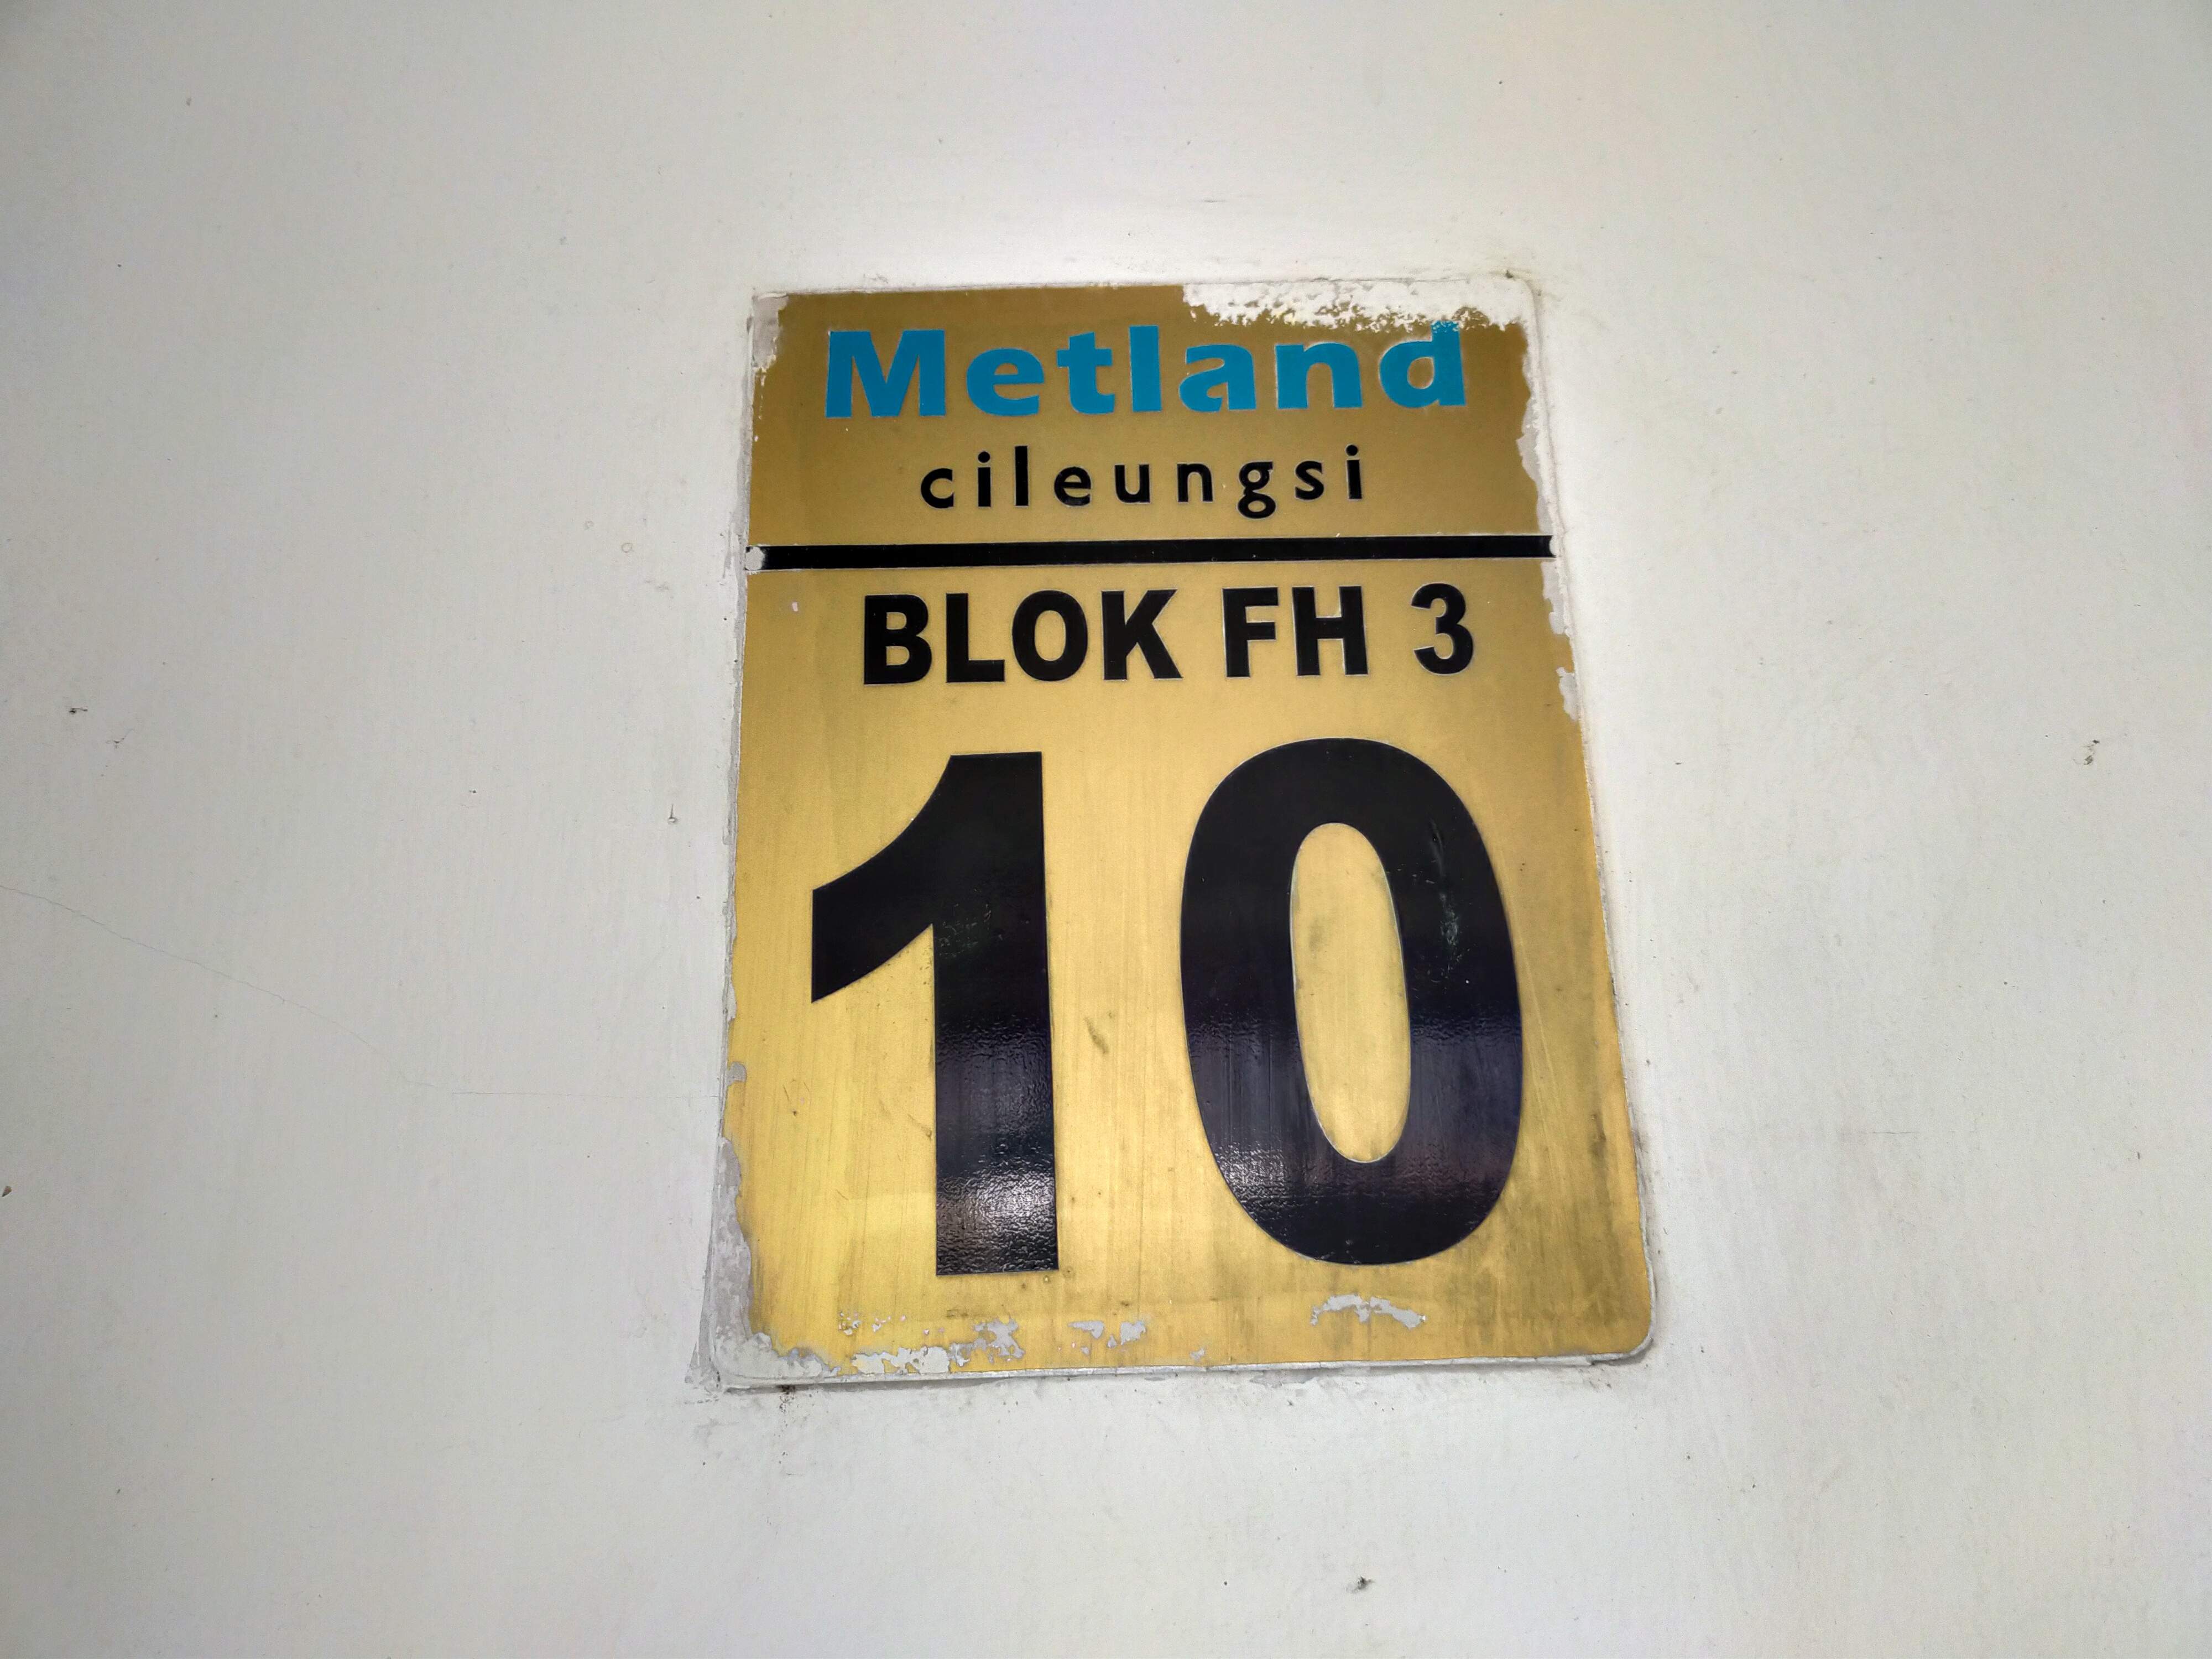 Metland
cileungsi
BLOK FH 3
10